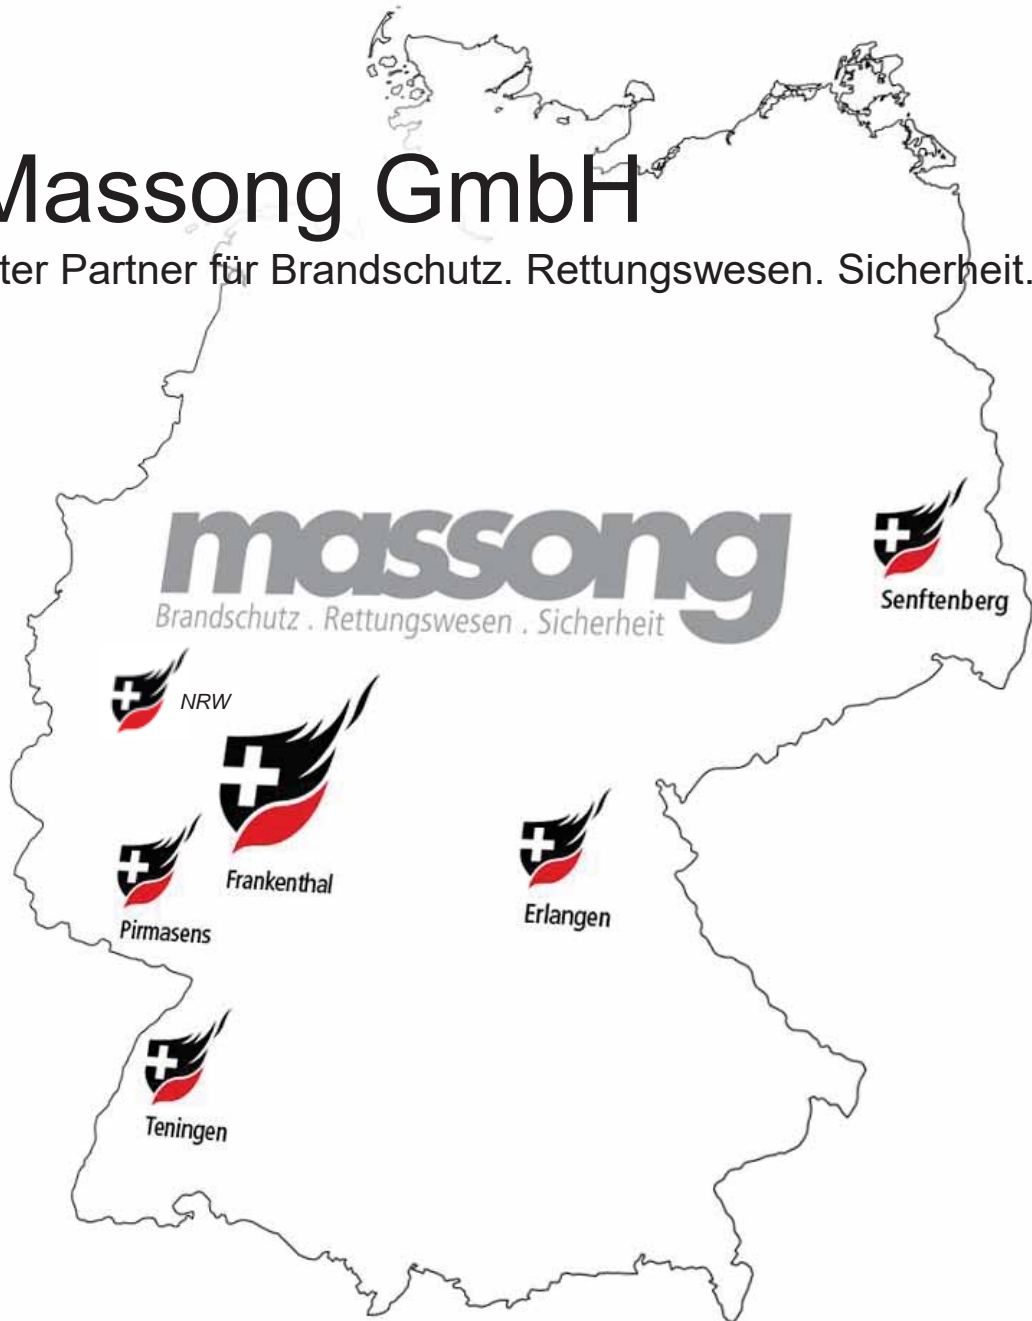 Massong GmbH
ter Partner für Brandschutz. Rettungswesen. Sicherheit.
massong
Brandschutz . Rettungswesen . Sicherheit
Senftenberg
NRW
Frankenthal
Pirmasens
Erlangen
Teningen